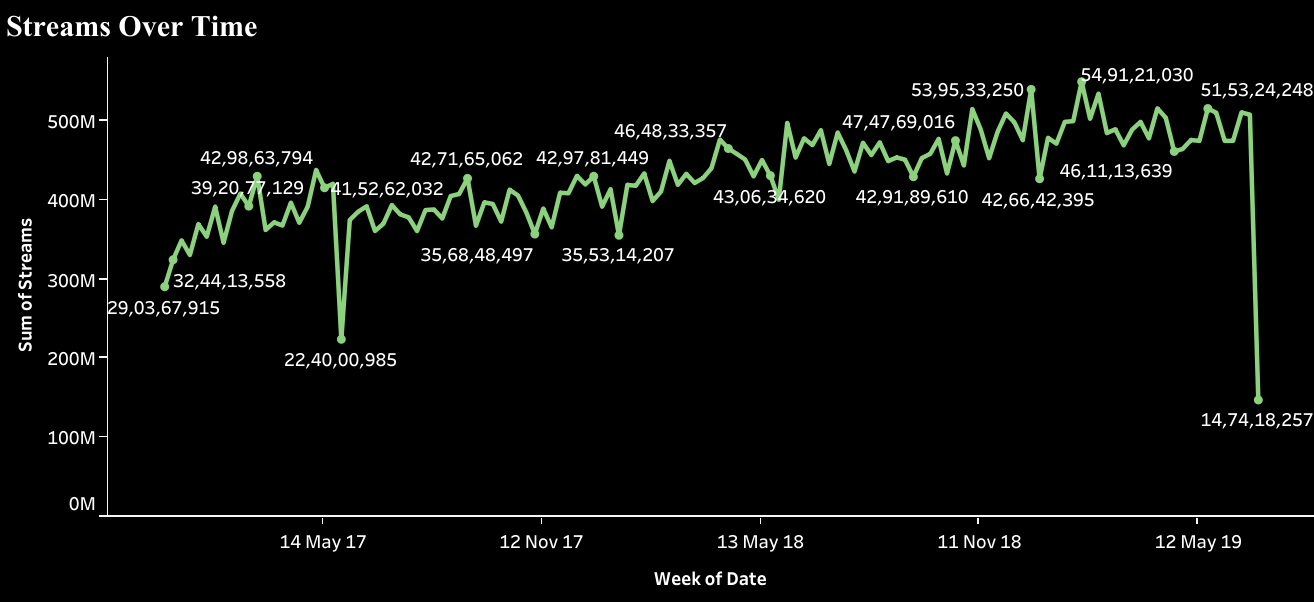 Streams Over Time
54,91,21,030
53,95,33,250
51,53,24,248
500M
46,48,33,357
47,47,69,016
42,98,63,794
42,71,65,062
42,97,81,449
39,20,77,129
41,52,62,032
46,11,13,639
400M
43,06,34,620
42,91,89,610
42,66,42,395
35,68,48,497
35,53,14,207
300M
32,44,13,558
29,03,67,915
200M
22,40,00,985
14,74,18,257
100M
0M
Sum of Streams
14 May 17
12 Nov 17
13 May 18
11 Nov 18
12 May 19
Week of Date